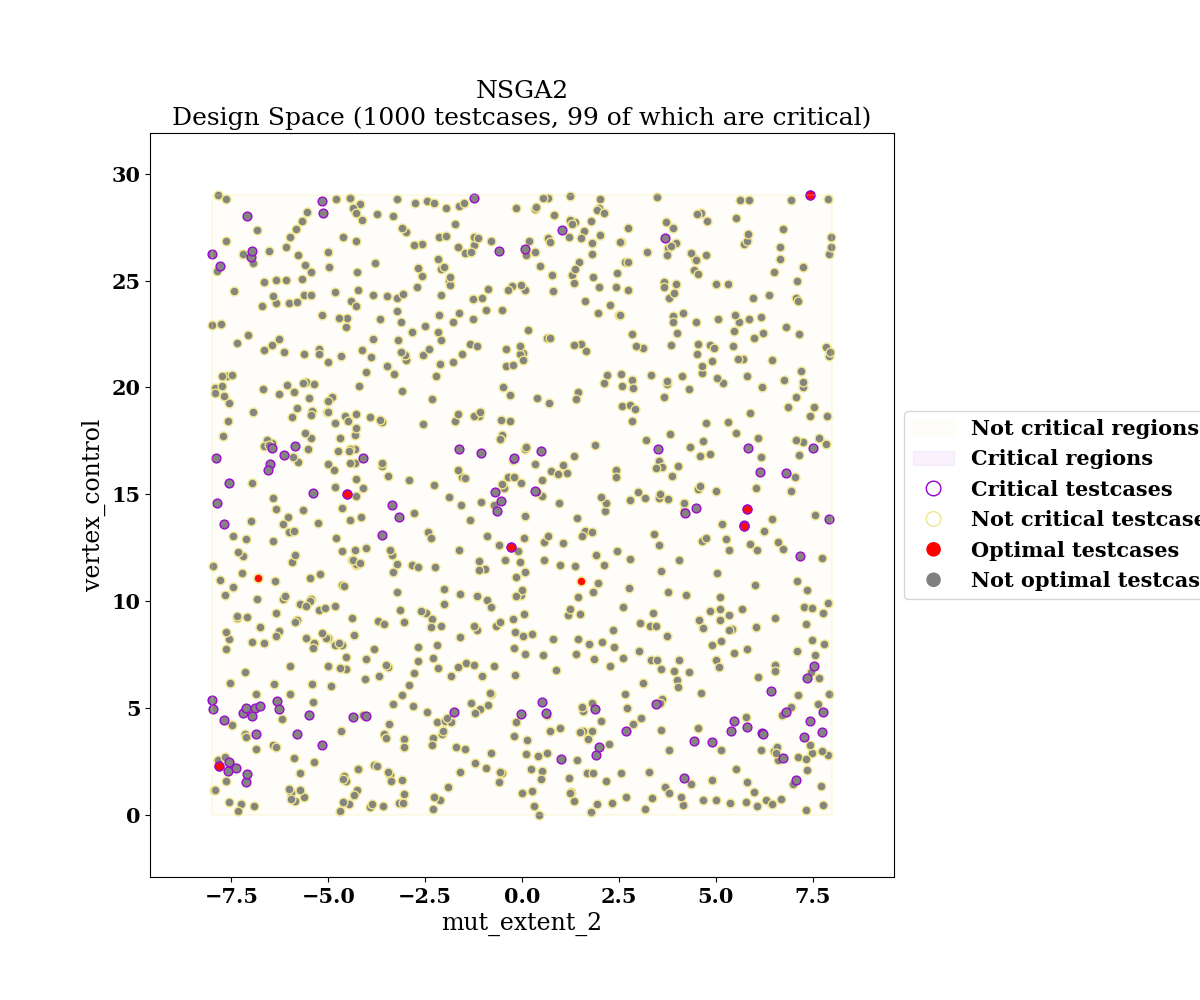 NSGA2
Design Space (1000 testcases, 99 of which are critical)
30
25
20
15
10
5
0
vertex_control
−7.5 −5.0 −2.5 0.0 2.5 5.0 7.5
mut_extent_2
Not critical regions
Critical regions
Critical testcases
Not critical testcase
Optimal testcases
Not optimal testcas